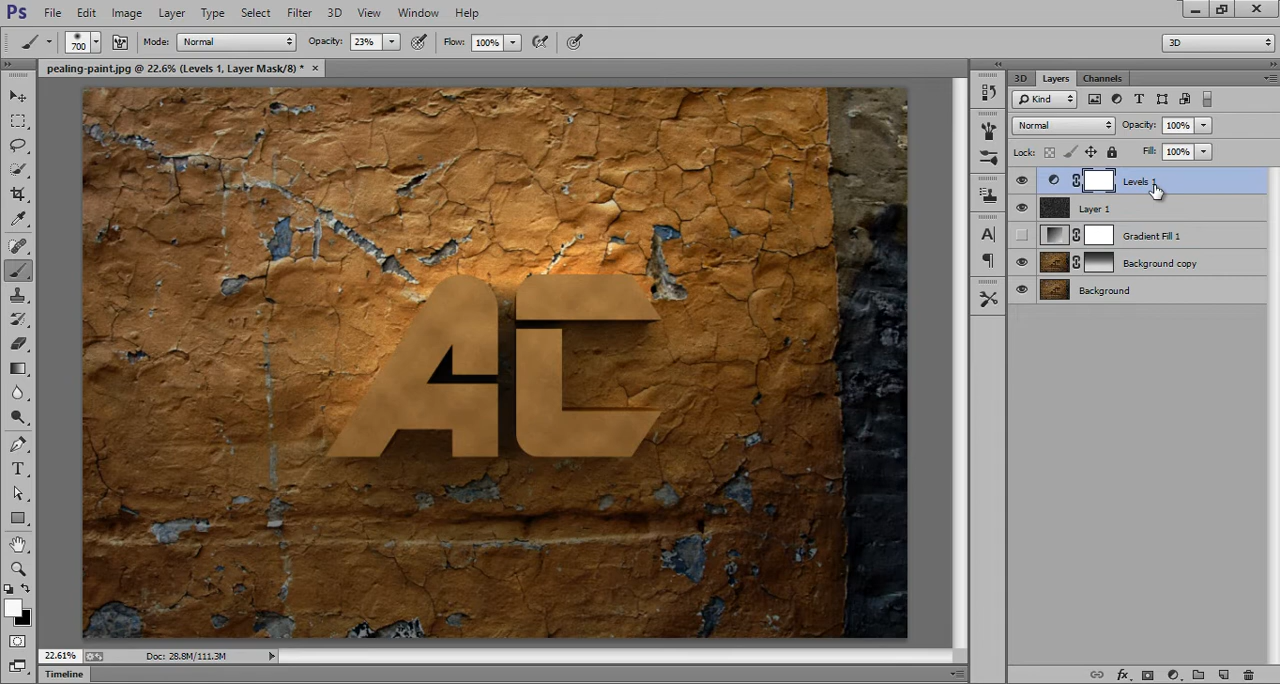 Ps File Edit Image Layer Type Select Filter 3D View Window Help
700 Mode: Normal Opacity: 23% Flow: 100% 3D
pealing-paint.jpg @ 22.6% (Levels 1, Layer Mask/8) * ×
3D Layers Channels
Kind
Normal Opacity: 100%
Lock: Fill: 100%
Levels 1
Layer 1
Gradient Fill 1
Background copy
Background
AC
22.61% Doc: 28.8M/111.3M
Timeline